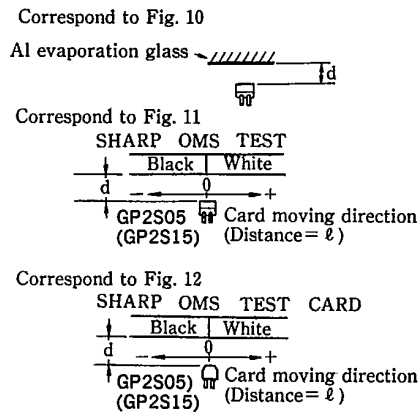 Correspond to Fig. 10
Al evaporation glass
d
Correspond to Fig. 11
SHARP OMS TEST
Black White
d
− 0 +
GP2S05 Card moving direction
(GP2S15) (Distance= ℓ )
Correspond to Fig. 12
SHARP OMS TEST CARD
Black White
d
− 0 +
GP2S05) Card moving direction
(GP2S15) (Distance= ℓ )